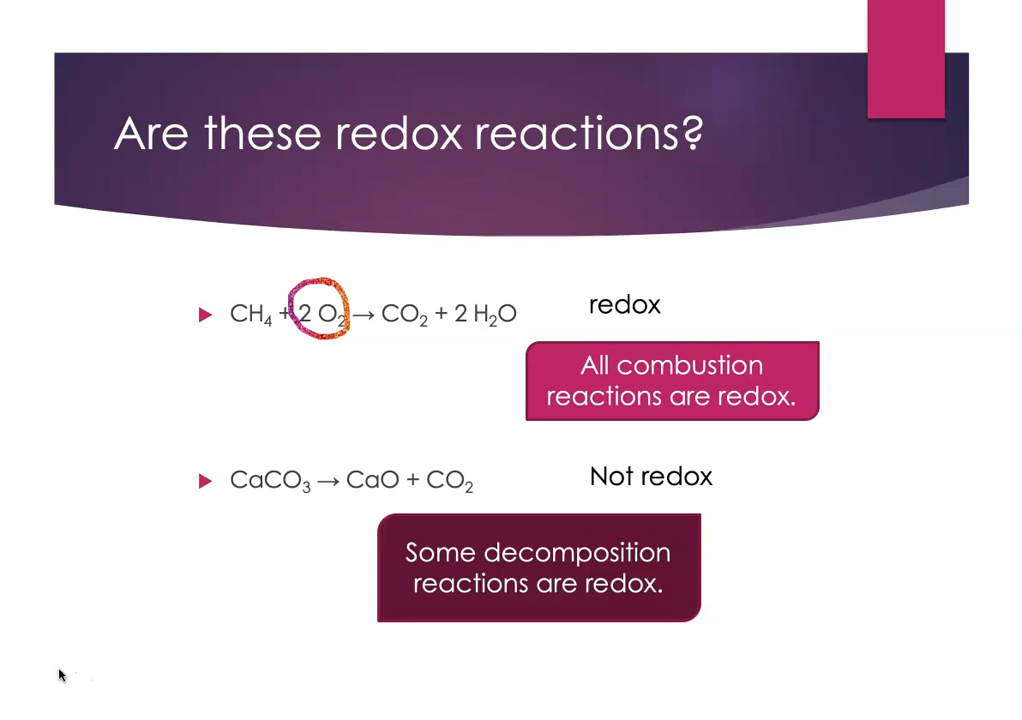 Are these redox reactions?
CH₄ + 2 O₂ → CO₂ + 2 H₂O
redox
All combustion
reactions are redox.
CaCO₃ → CaO + CO₂
Not redox
Some decomposition
reactions are redox.